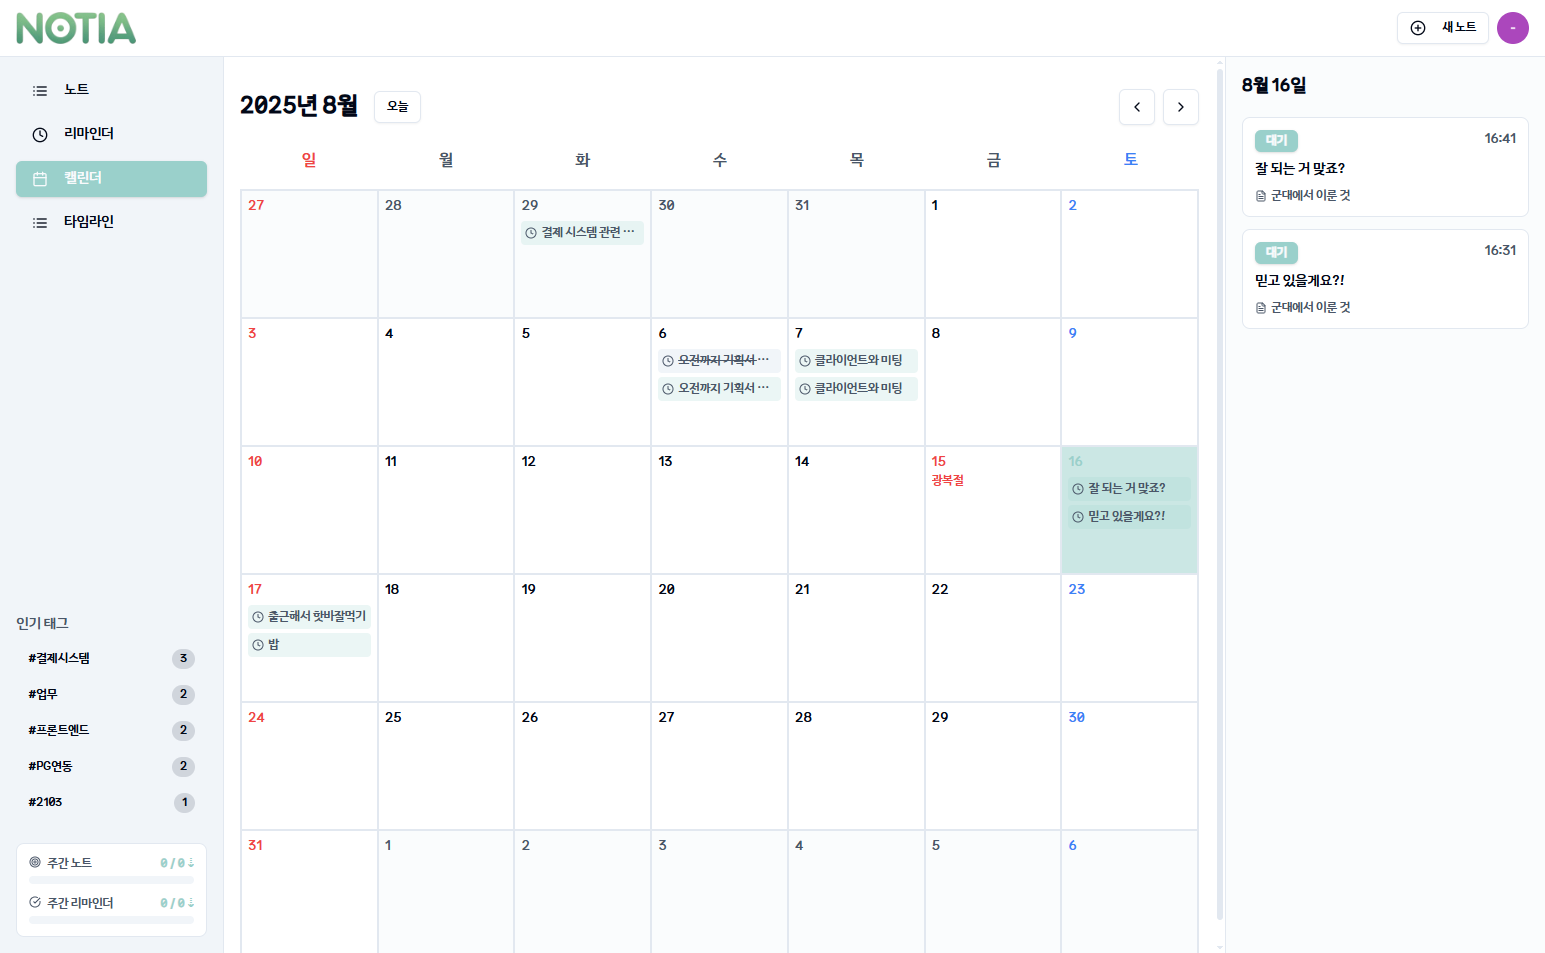 NOTIA
새 노트
-
노트
리마인더
캘린더
타임라인
인기 태그
#결제시스템 3
#업무 2
#프론트엔드 2
#PG연동 2
#2103 1
주간 노트 0/0↓
주간 리마인더 0/0↓
2025년 8월 오늘
일 월 화 수 목 금 토
27 28 29 30 31 1 2
결제 시스템 관련 ...
3 4 5 6 7 8 9
오전까지 기획서 ... 클라이언트와 미팅
오전까지 기획서 ... 클라이언트와 미팅
10 11 12 13 14 15 16
광복절
잘 되는 거 맞죠?
믿고 있을게요?!
17 18 19 20 21 22 23
출근해서 핫바잘먹기
밥
24 25 26 27 28 29 30
31 1 2 3 4 5 6
8월 16일
대기 16:41
잘 되는 거 맞죠?
군대에서 이룬 것
대기 16:31
믿고 있을게요?!
군대에서 이룬 것